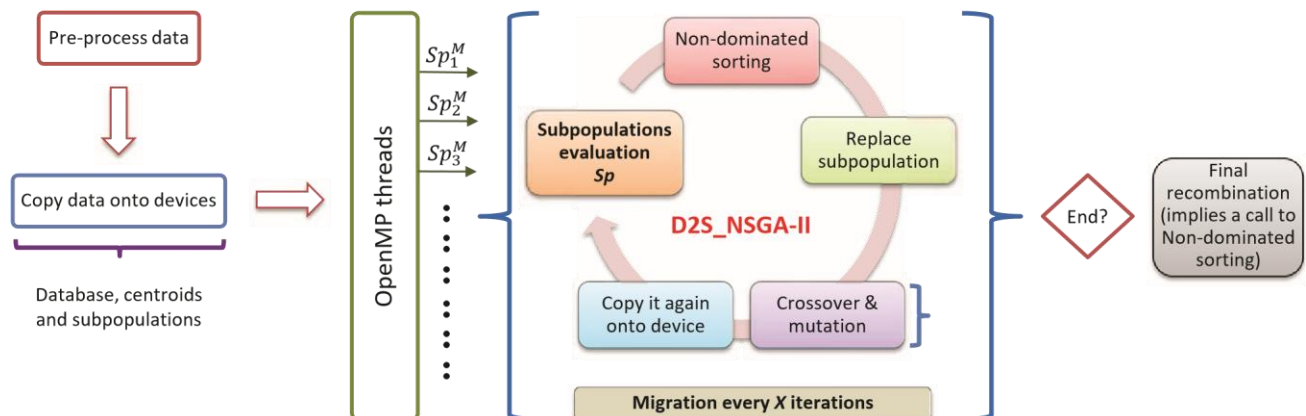 Pre-process data
Copy data onto devices
Database, centroids
and subpopulations
OpenMP threads
Sp₁ᴹ
Sp₂ᴹ
Sp₃ᴹ
Non-dominated
sorting
Subpopulations
evaluation
Sp
Replace
subpopulation
D2S_NSGA-II
Copy it again
onto device
Crossover &
mutation
Migration every X iterations
End?
Final
recombination
(implies a call to
Non-dominated
sorting)